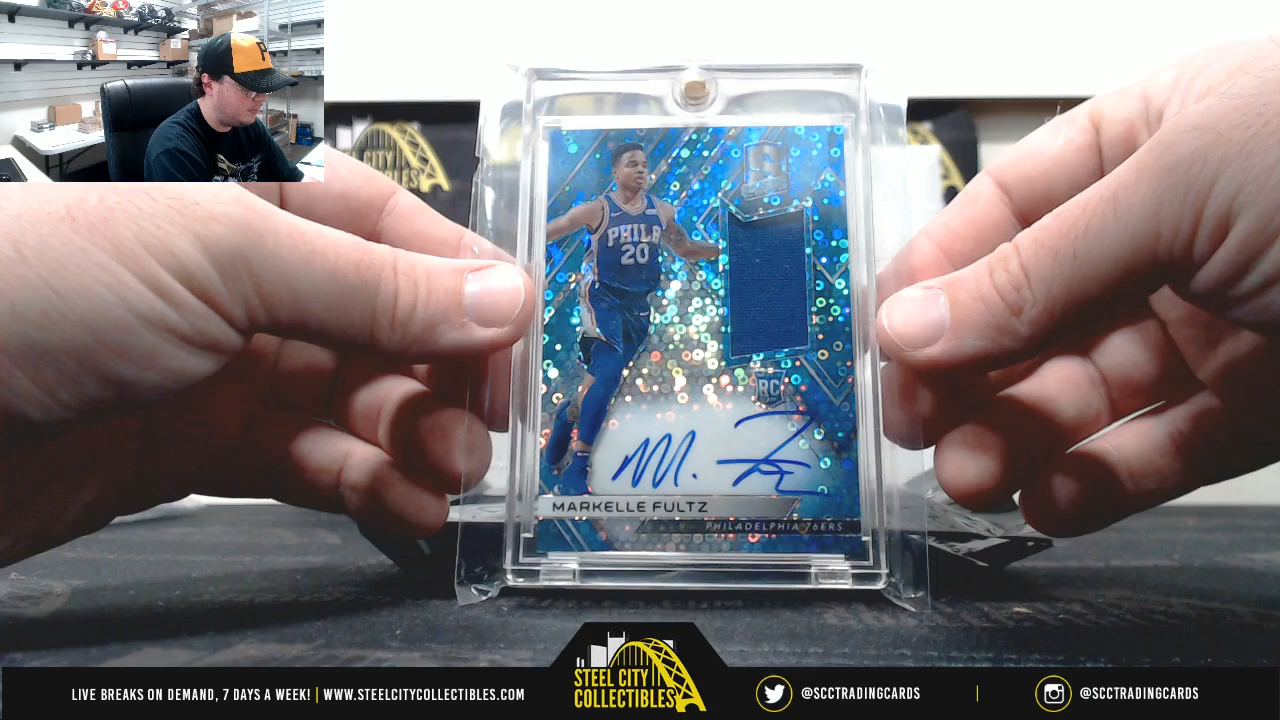 P
STEEL CITY
COLLECTIBLES
PHILA
20
RC
M. F
MARKELLE FULTZ
PHILADELPHIA 76ERS
STEEL CITY
COLLECTIBLES
LIVE BREAKS ON DEMAND, 7 DAYS A WEEK! | WWW.STEELCITYCOLLECTIBLES.COM
@SCCTRADINGCARDS | @SCCTRADINGCARDS